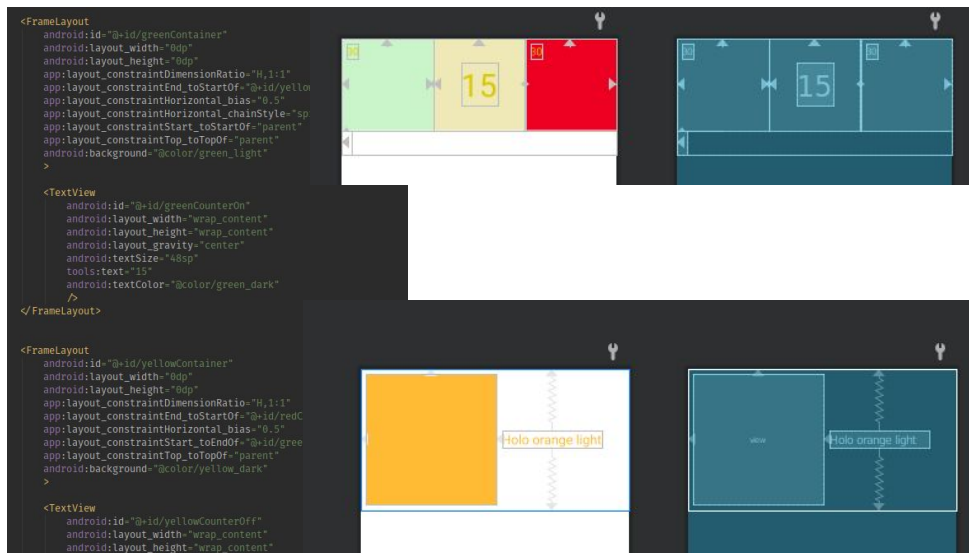 <FrameLayout
android:id="@+id/greenContainer"
android:layout_width="0dp"
android:layout_height="0dp"
app:layout_constraintDimensionRatio="H,1:1"
app:layout_constraintEnd_toStartOf="@+id/yellow
app:layout_constraintHorizontal_bias="0.5"
app:layout_constraintHorizontal_chainStyle="sp
app:layout_constraintStart_toStartOf="parent"
app:layout_constraintTop_toTopOf="parent"
android:background="@color/green_light"
>
<TextView
android:id="@+id/greenCounterOn"
android:layout_width="wrap_content"
android:layout_height="wrap_content"
android:layout_gravity="center"
android:textSize="48sp"
tools:text="15"
android:textColor="@color/green_dark"
/>
</FrameLayout>
<FrameLayout
android:id="@+id/yellowContainer"
android:layout_width="0dp"
android:layout_height="0dp"
app:layout_constraintDimensionRatio="H,1:1"
app:layout_constraintEnd_toStartOf="@+id/redC
app:layout_constraintHorizontal_bias="0.5"
app:layout_constraintStart_toEndOf="@+id/gree
app:layout_constraintTop_toTopOf="parent"
android:background="@color/yellow_dark"
>
<TextView
android:id="@+id/yellowCounterOff"
android:layout_width="wrap_content"
android:layout_height="wrap_content"
30
15
30
30
15
30
Holo orange light
view
Holo orange light